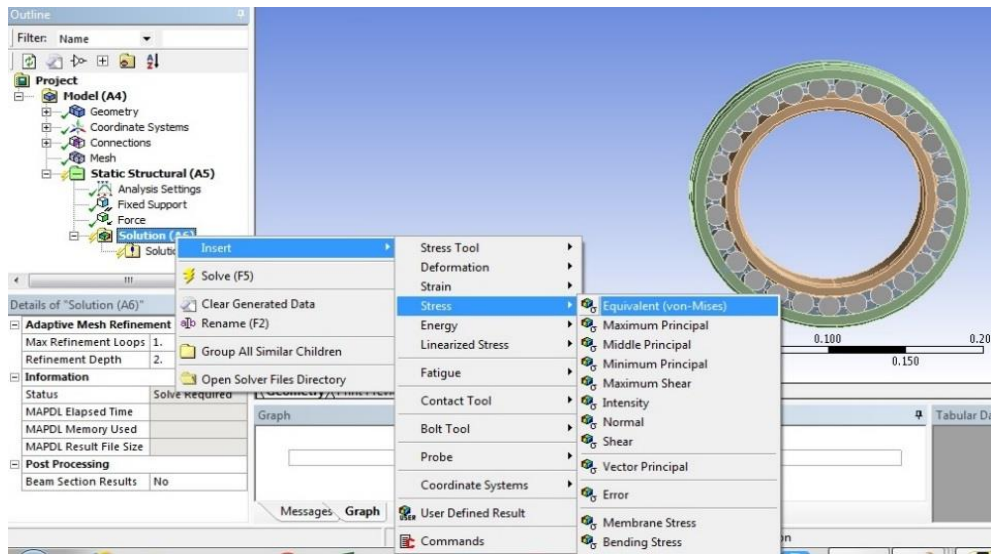 Outline
Filter: Name
Project
Model (A4)
Geometry
Coordinate Systems
Connections
Mesh
Static Structural (A5)
Analysis Settings
Fixed Support
Force
Solution (A6)
Insert
Solve (F5)
Clear Generated Data
Rename (F2)
Group All Similar Children
Open Solver Files Directory
Stress Tool
Deformation
Strain
Stress
Energy
Linearized Stress
Fatigue
Contact Tool
Bolt Tool
Probe
Coordinate Systems
User Defined Result
USER
Commands
Equivalent (von-Mises)
Maximum Principal
Middle Principal
Minimum Principal
Maximum Shear
Intensity
Normal
Shear
Vector Principal
Error
Membrane Stress
Bending Stress
0.100
0.20
0.150
Details of "Solution (A6)"
Adaptive Mesh Refinement
Max Refinement Loops 1.
Refinement Depth 2.
Information
Status Solve Required
MAPDL Elapsed Time
MAPDL Memory Used
MAPDL Result File Size
Post Processing
Beam Section Results No
Graph
Messages Graph
Tabular Da